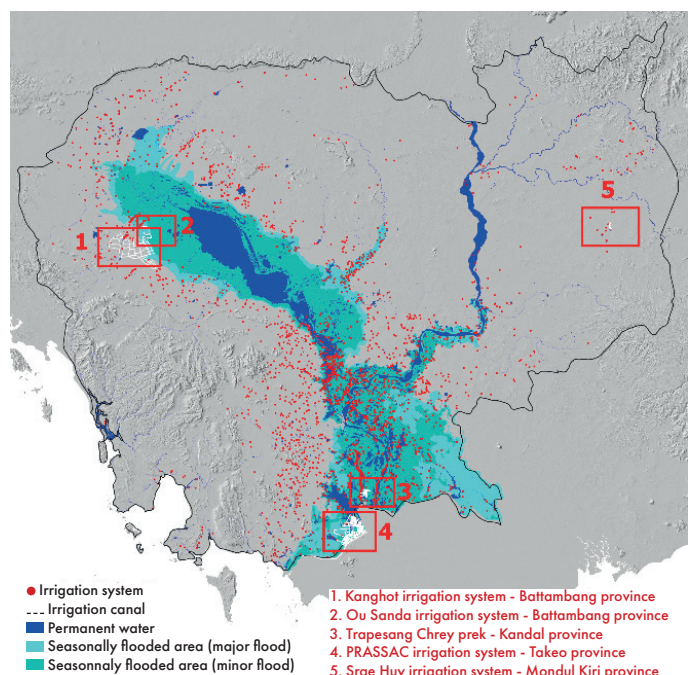 5
2
1
3
4
Irrigation system
Irrigation canal
Permanent water
Seasonally flooded area (major flood)
Seasonnaly flooded area (minor flood)
1. Kanghot irrigation system - Battambang province
2. Ou Sanda irrigation system - Battambang province
3. Trapesang Chrey prek - Kandal province
4. PRASSAC irrigation system - Takeo province
5. Srae Huy irrigation system - Mondul Kiri province